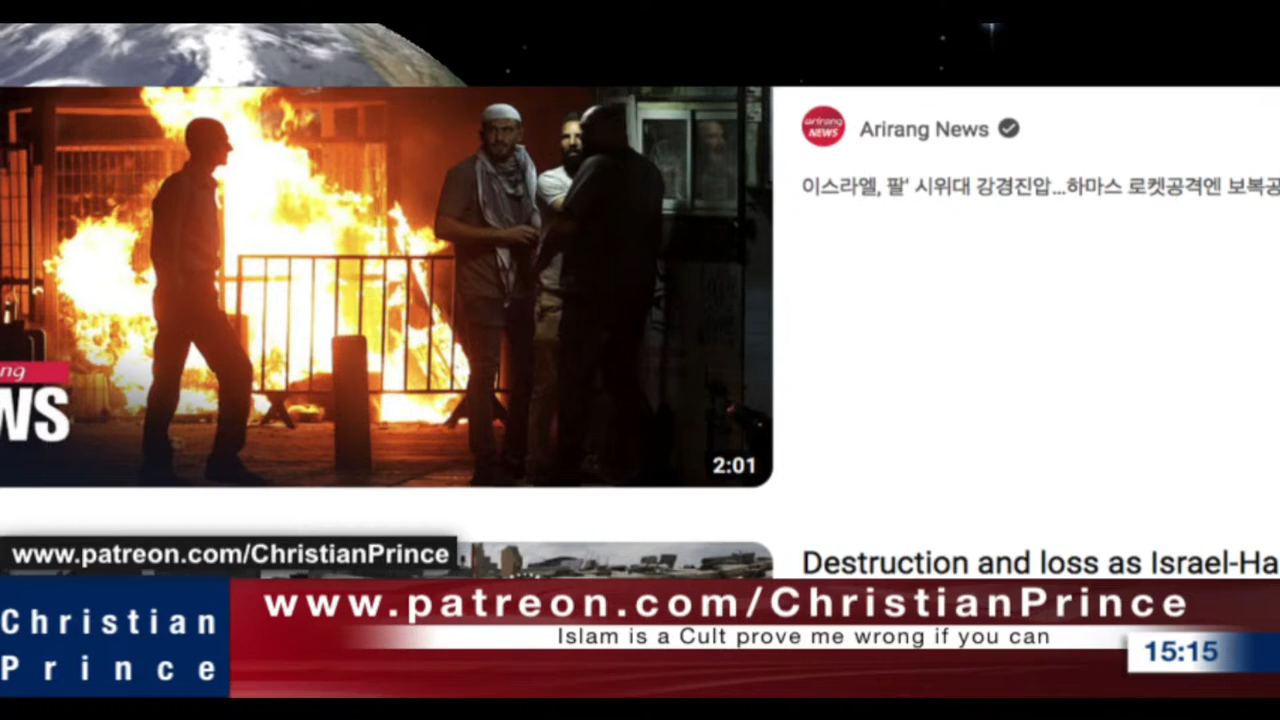 arirang
NEWS
Arirang News
이스라엘, 팔' 시위대 강경진압...하마스 로켓공격엔 보복공
ng
WS
2:01
www.patreon.com/ChristianPrince
Destruction and loss as Israel-Ha
Christian
Prince
www.patreon.com/ChristianPrince
Islam is a Cult prove me wrong if you can
15:15